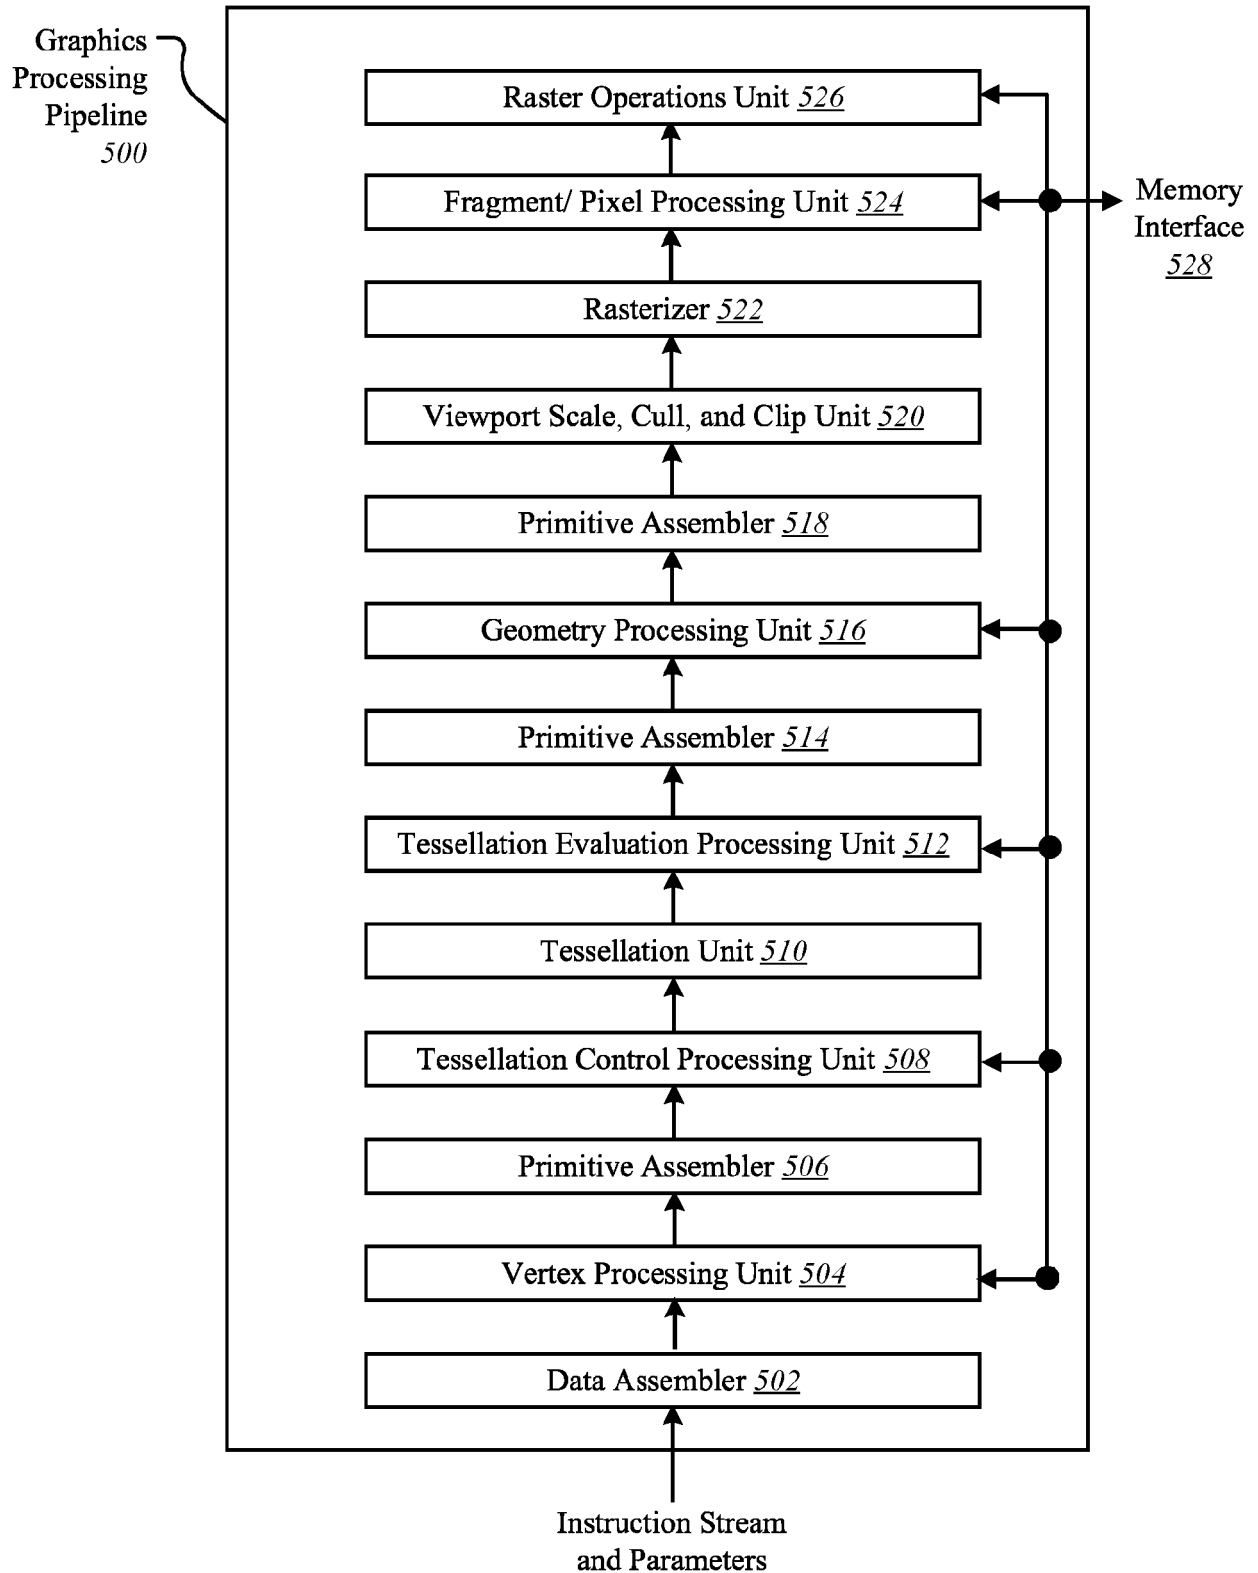 Graphics
Processing
Pipeline
500
Raster Operations Unit 526
Fragment/ Pixel Processing Unit 524
Memory
Interface
528
Rasterizer 522
Viewport Scale, Cull, and Clip Unit 520
Primitive Assembler 518
Geometry Processing Unit 516
Primitive Assembler 514
Tessellation Evaluation Processing Unit 512
Tessellation Unit 510
Tessellation Control Processing Unit 508
Primitive Assembler 506
Vertex Processing Unit 504
Data Assembler 502
Instruction Stream
and Parameters